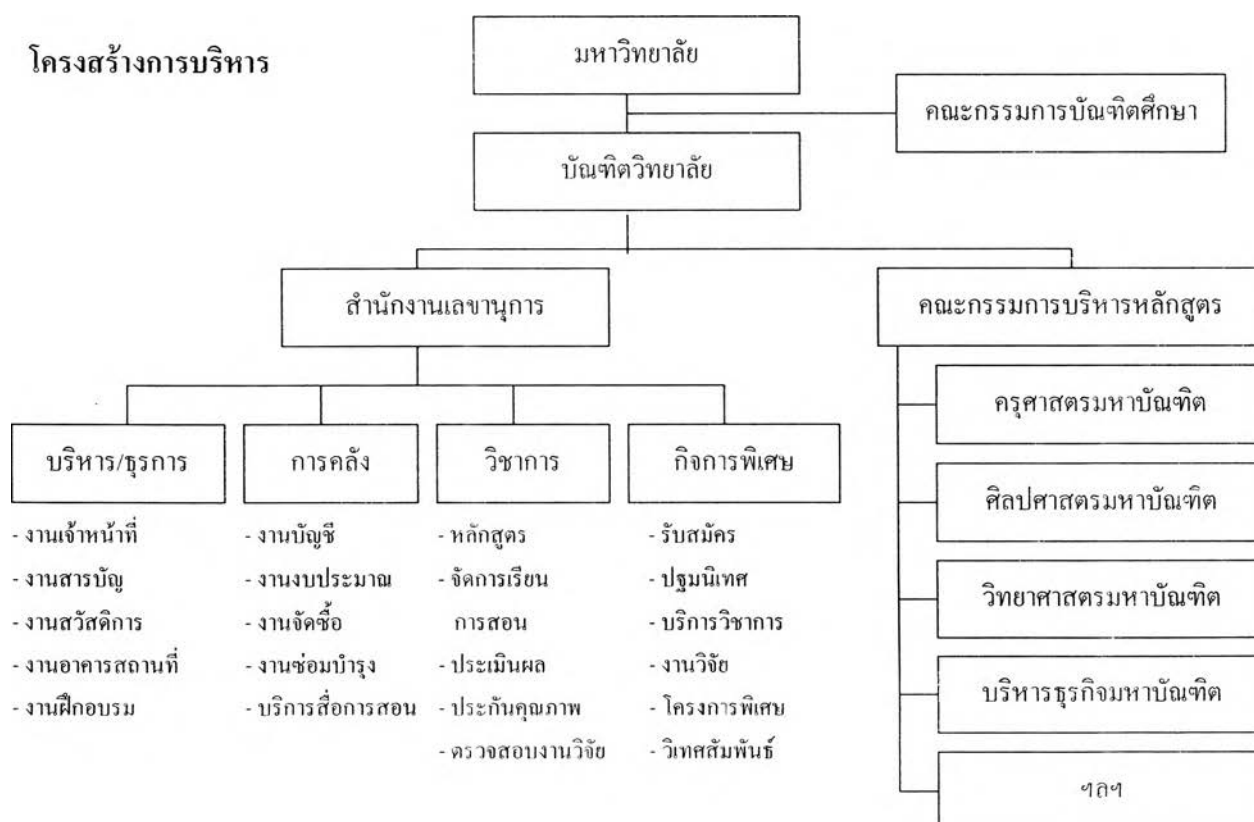 โครงสร้างการบริหาร
มหาวิทยาลัย
คณะกรรมการบัณฑิตศึกษา
บัณฑิตวิทยาลัย
สำนักงานเลขานุการ
คณะกรรมการบริหารหลักสูตร
บริหาร/ธุรการ
- งานเจ้าหน้าที่
- งานสารบัญ
- งานสวัสดิการ
- งานอาคารสถานที่
- งานฝึกอบรม
การคลัง
- งานบัญชี
- งานงบประมาณ
- งานจัดซื้อ
- งานซ่อมบำรุง
- บริการสื่อการสอน
วิชาการ
- หลักสูตร
- จัดการเรียน
การสอน
- ประเมินผล
- ประกันคุณภาพ
- ตรวจสอบงานวิจัย
กิจการพิเศษ
- รับสมัคร
- ปฐมนิเทศ
- บริการวิชาการ
- งานวิจัย
- โครงการพิเศษ
- วิเทศสัมพันธ์
ครุศาสตรมหาบัณฑิต
ศิลปศาสตรมหาบัณฑิต
วิทยาศาสตรมหาบัณฑิต
บริหารธุรกิจมหาบัณฑิต
ฯลฯ